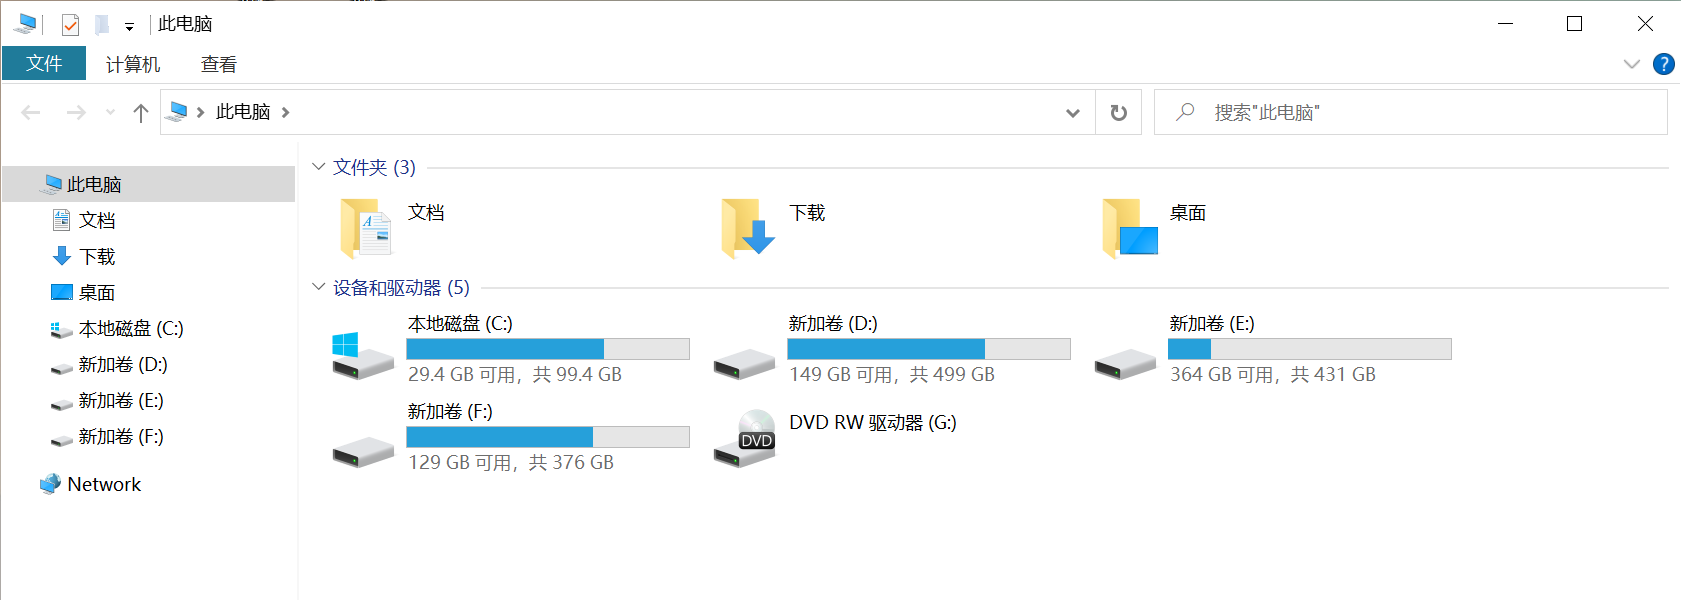 此电脑
文件 计算机 查看
此电脑 搜索"此电脑"
此电脑
文档
下载
桌面
本地磁盘 (C:)
新加卷 (D:)
新加卷 (E:)
新加卷 (F:)
Network
文件夹 (3)
文档 下载 桌面
设备和驱动器 (5)
本地磁盘 (C:)
29.4 GB 可用，共 99.4 GB
新加卷 (D:)
149 GB 可用，共 499 GB
新加卷 (E:)
364 GB 可用，共 431 GB
新加卷 (F:)
129 GB 可用，共 376 GB
DVD
DVD RW 驱动器 (G:)